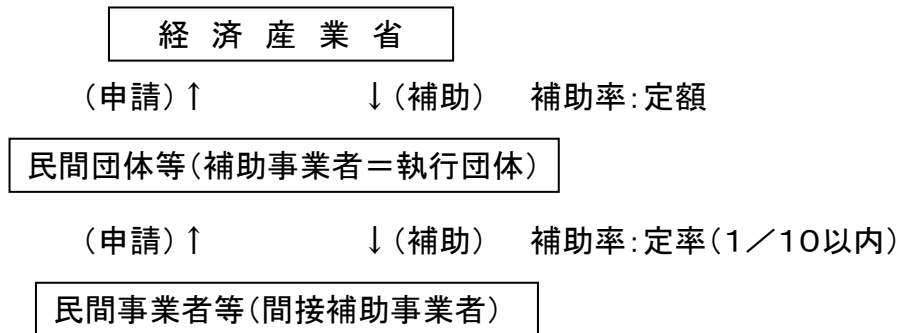 経 済 産 業 省
（申請）↑ ↓（補助） 補助率：定額
民間団体等（補助事業者＝執行団体）
（申請）↑ ↓（補助） 補助率：定率（１／１０以内）
民間事業者等（間接補助事業者）